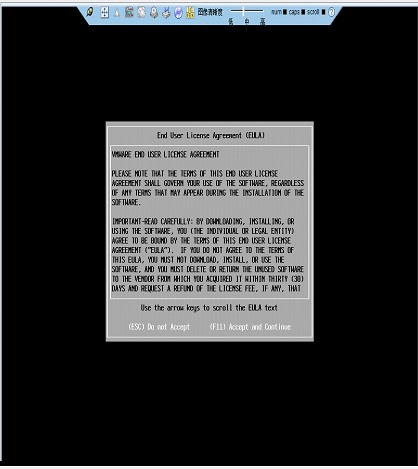 图像清晰度
低 中 高
num caps scroll
End User License Agreement (EULA)
VMWARE END USER LICENSE AGREEMENT
PLEASE NOTE THAT THE TERMS OF THIS END USER LICENSE
AGREEMENT SHALL GOVERN YOUR USE OF THE SOFTWARE, REGARDLESS
OF ANY TERMS THAT MAY APPEAR DURING THE INSTALLATION OF THE
SOFTWARE.
IMPORTANT-READ CAREFULLY: BY DOWNLOADING, INSTALLING, OR
USING THE SOFTWARE, YOU (THE INDIVIDUAL OR LEGAL ENTITY)
AGREE TO BE BOUND BY THE TERMS OF THIS END USER LICENSE
AGREEMENT ("EULA"). IF YOU DO NOT AGREE TO THE TERMS OF
THIS EULA, YOU MUST NOT DOWNLOAD, INSTALL, OR USE THE
SOFTWARE, AND YOU MUST DELETE OR RETURN THE UNUSED SOFTWARE
TO THE VENDOR FROM WHICH YOU ACQUIRED IT WITHIN THIRTY (30)
DAYS AND REQUEST A REFUND OF THE LICENSE FEE, IF ANY, THAT
Use the arrow keys to scroll the EULA text
(ESC) Do not Accept (F11) Accept and Continue